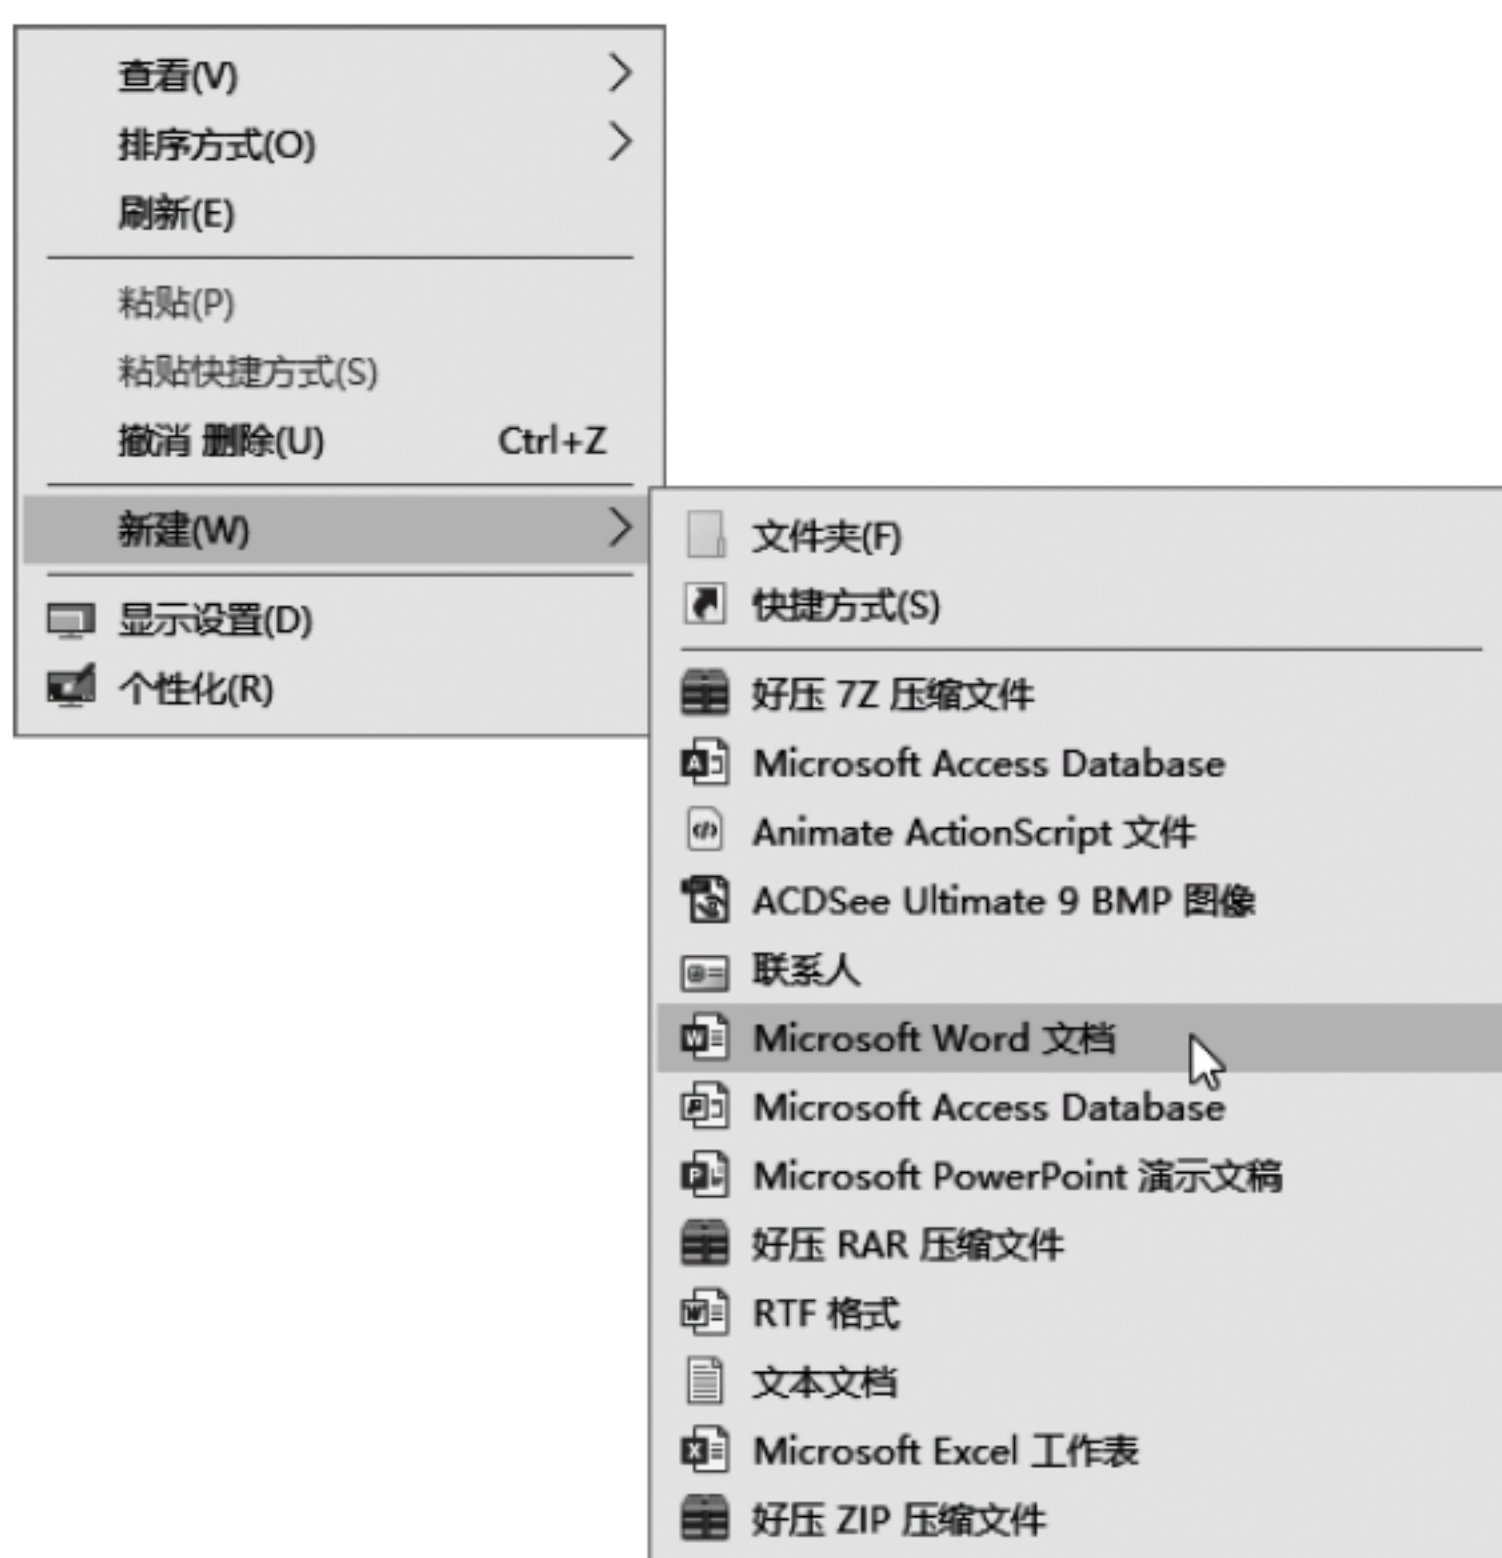 查看(V)
排序方式(O)
刷新(E)
粘贴(P)
粘贴快捷方式(S)
撤消 删除(U) Ctrl+Z
新建(W)
显示设置(D)
个性化(R)
文件夹(F)
快捷方式(S)
好压 7Z 压缩文件
Microsoft Access Database
Animate ActionScript 文件
ACDSee Ultimate 9 BMP 图像
联系人
Microsoft Word 文档
Microsoft Access Database
Microsoft PowerPoint 演示文稿
好压 RAR 压缩文件
RTF 格式
文本文档
Microsoft Excel 工作表
好压 ZIP 压缩文件